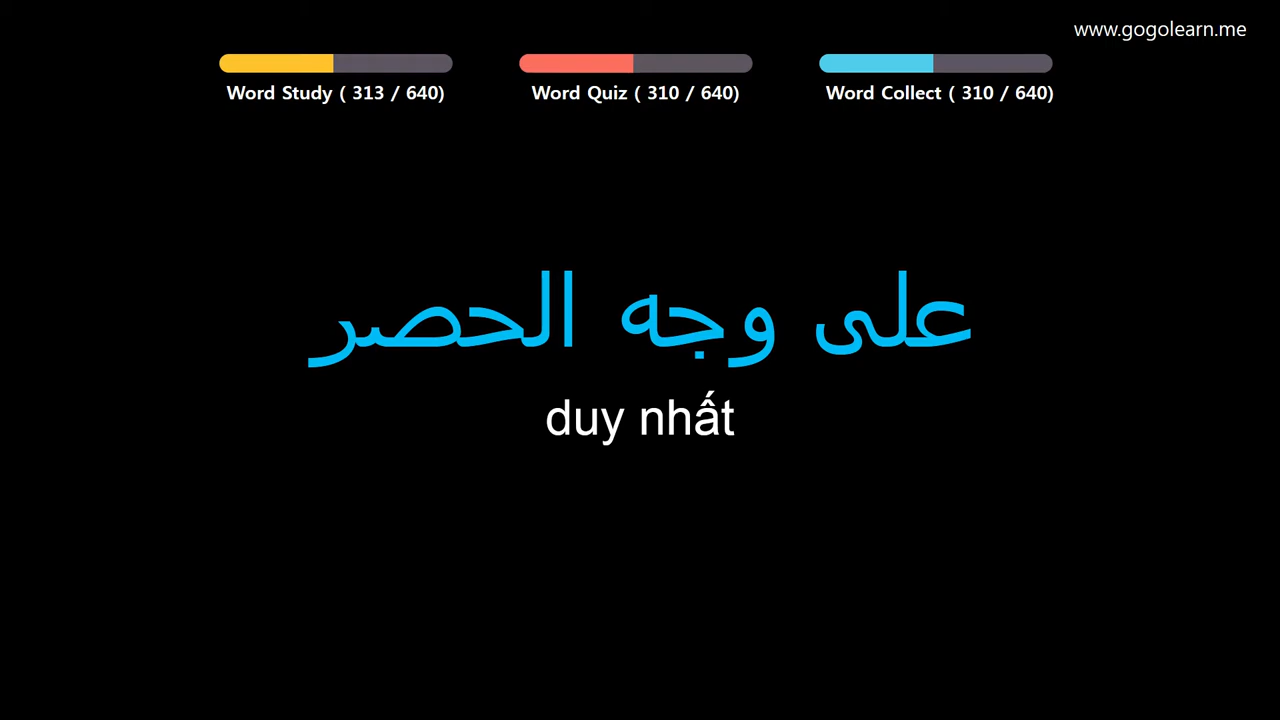 www.gogolearn.me
Word Study ( 313 / 640)
Word Quiz ( 310 / 640)
Word Collect ( 310 / 640)
على وجه الحصر
duy nhất